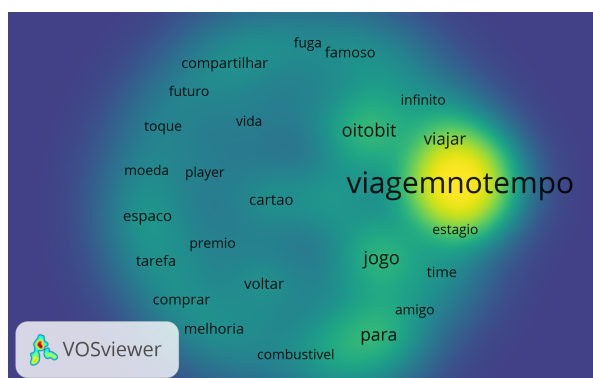 fuga
famoso
compartilhar
futuro
infinito
toque
vida
oitobit
viajar
moeda
player
viagemnotempo
cartao
espaco
estagio
premio
tarefa
jogo
time
voltar
comprar
amigo
melhoria
para
combustivel
VOSviewer